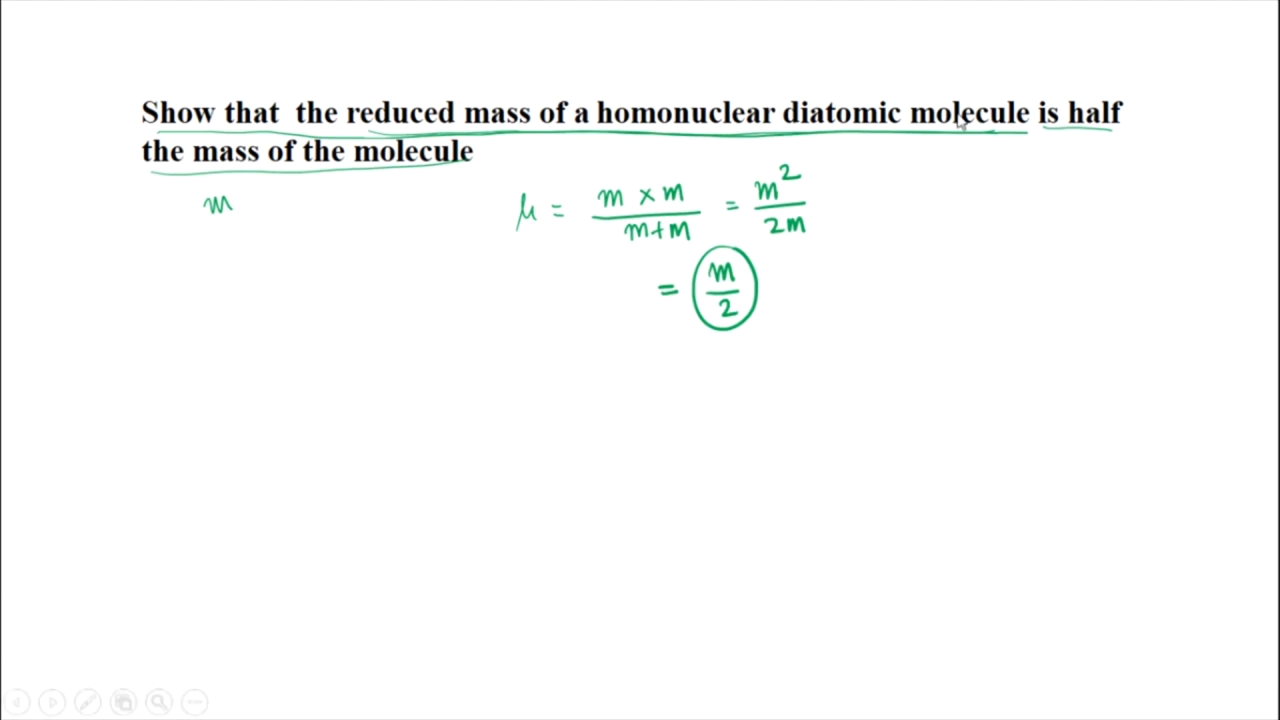 Show that the reduced mass of a homonuclear diatomic molecule is half
the mass of the molecule
m
μ = m × m / m+m = m² / 2m
= m / 2